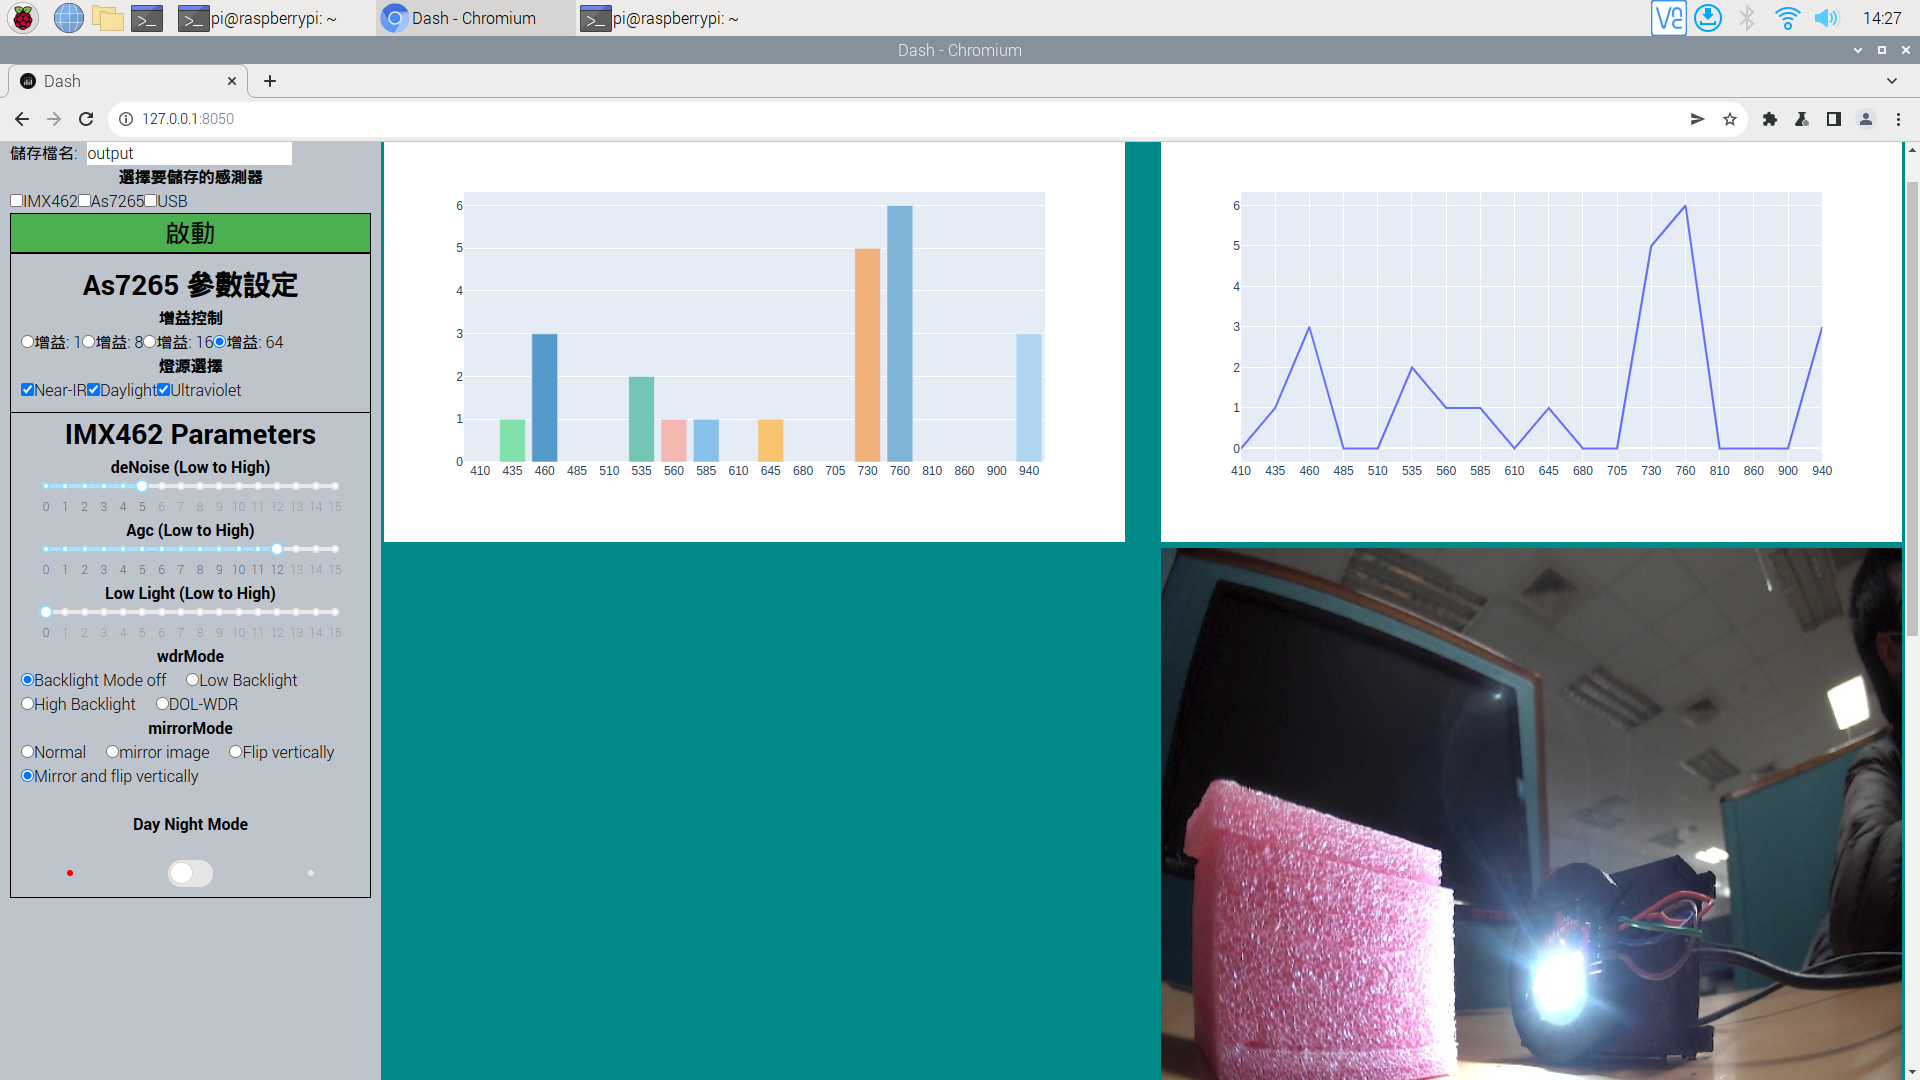 pi@raspberrypi: ~
Dash - Chromium
pi@raspberrypi: ~
14:27
Dash - Chromium
Dash
127.0.0.1:8050
儲存檔名: output
選擇要儲存的感測器
IMX462 As7265 USB
啟動
As7265 參數設定
增益控制
增益: 1 增益: 8 增益: 16 增益: 64
燈源選擇
Near-IR Daylight Ultraviolet
IMX462 Parameters
deNoise (Low to High)
0 1 2 3 4 5 6 7 8 9 10 11 12 13 14 15
Agc (Low to High)
0 1 2 3 4 5 6 7 8 9 10 11 12 13 14 15
Low Light (Low to High)
0 1 2 3 4 5 6 7 8 9 10 11 12 13 14 15
wdrMode
Backlight Mode off Low Backlight
High Backlight DOL-WDR
mirrorMode
Normal mirror image Flip vertically
Mirror and flip vertically
Day Night Mode
6
5
4
3
2
1
0
410 435 460 485 510 535 560 585 610 645 680 705 730 760 810 860 900 940
6
5
4
3
2
1
0
410 435 460 485 510 535 560 585 610 645 680 705 730 760 810 860 900 940